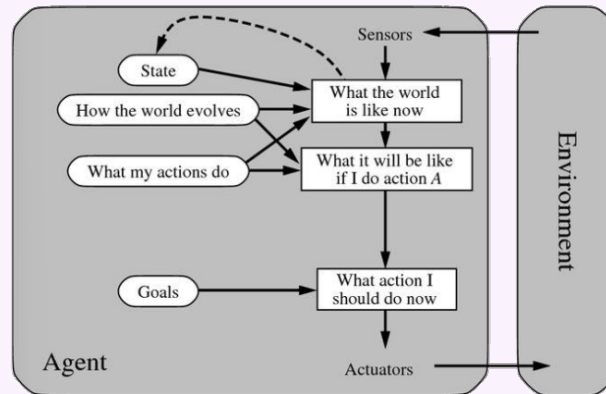 Sensors
State
What the world
is like now
How the world evolves
What it will be like
if I do action A
What my actions do
Goals
What action I
should do now
Agent
Actuators
Environment